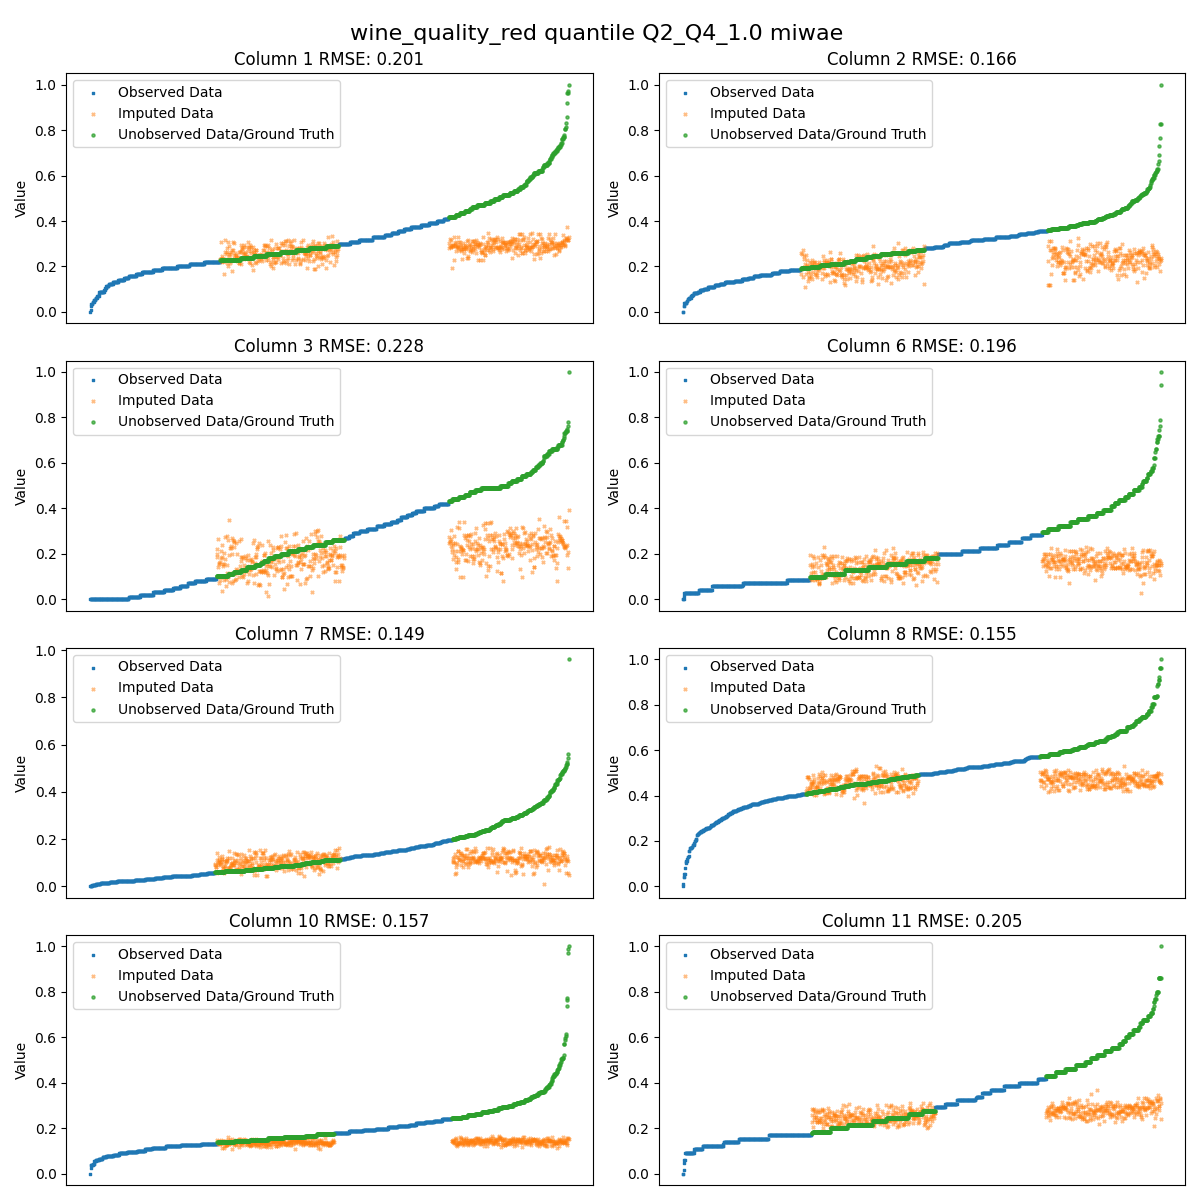 wine_quality_red quantile Q2_Q4_1.0 miwae
Column 1 RMSE: 0.201
1.0
0.8
0.6
0.4
0.2
0.0
Value
Observed Data
Imputed Data
Unobserved Data/Ground Truth
Column 2 RMSE: 0.166
1.0
0.8
0.6
0.4
0.2
0.0
Value
Observed Data
Imputed Data
Unobserved Data/Ground Truth
Column 3 RMSE: 0.228
1.0
0.8
0.6
0.4
0.2
0.0
Value
Observed Data
Imputed Data
Unobserved Data/Ground Truth
Column 6 RMSE: 0.196
1.0
0.8
0.6
0.4
0.2
0.0
Value
Observed Data
Imputed Data
Unobserved Data/Ground Truth
Column 7 RMSE: 0.149
1.0
0.8
0.6
0.4
0.2
0.0
Value
Observed Data
Imputed Data
Unobserved Data/Ground Truth
Column 8 RMSE: 0.155
1.0
0.8
0.6
0.4
0.2
0.0
Value
Observed Data
Imputed Data
Unobserved Data/Ground Truth
Column 10 RMSE: 0.157
1.0
0.8
0.6
0.4
0.2
0.0
Value
Observed Data
Imputed Data
Unobserved Data/Ground Truth
Column 11 RMSE: 0.205
1.0
0.8
0.6
0.4
0.2
0.0
Value
Observed Data
Imputed Data
Unobserved Data/Ground Truth